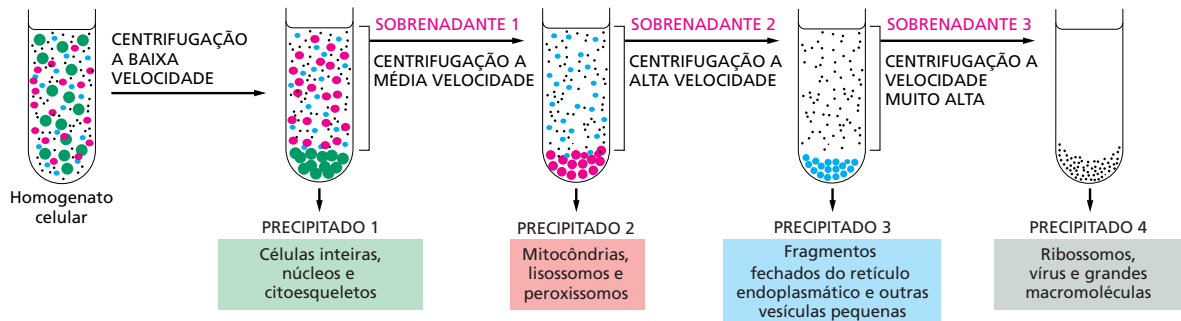 Homogenato
celular
CENTRIFUGAÇÃO
A BAIXA
VELOCIDADE
SOBRENADANTE 1
CENTRIFUGAÇÃO A
MÉDIA VELOCIDADE
SOBRENADANTE 2
CENTRIFUGAÇÃO A
ALTA VELOCIDADE
SOBRENADANTE 3
CENTRIFUGAÇÃO A
VELOCIDADE
MUITO ALTA
PRECIPITADO 1
Células inteiras,
núcleos e
citoesqueletos
PRECIPITADO 2
Mitocôndrias,
lisossomos e
peroxissomos
PRECIPITADO 3
Fragmentos
fechados do retículo
endoplasmático e outras
vesículas pequenas
PRECIPITADO 4
Ribossomos,
vírus e grandes
macromoléculas